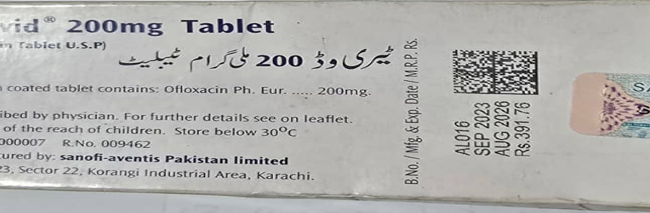 vid® 200mg Tablet
in Tablet U.S.P)
ٹیری وڈ 200 ملی گرام ٹیبلیٹ
coated tablet contains: Ofloxacin Ph. Eur. ..... 200mg.
ibed by physician. For further details see on leaflet.
of the reach of children. Store below 30°C
000007 R.No. 009462
tured by: sanofi-aventis Pakistan limited
23, Sector 22, Korangi Industrial Area, Karachi.
B.No. / Mfg. & Exp. Date / M.R.P. Rs.
AL016
SEP 2023
AUG 2026
Rs.391.76
SA